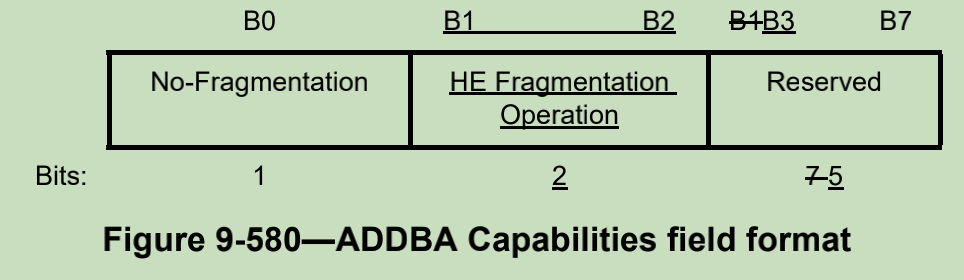 B0 B1 B2 B1B3 B7
No-Fragmentation HE Fragmentation Reserved
Operation
Bits: 1 2 7 5
Figure 9-580—ADDBA Capabilities field format